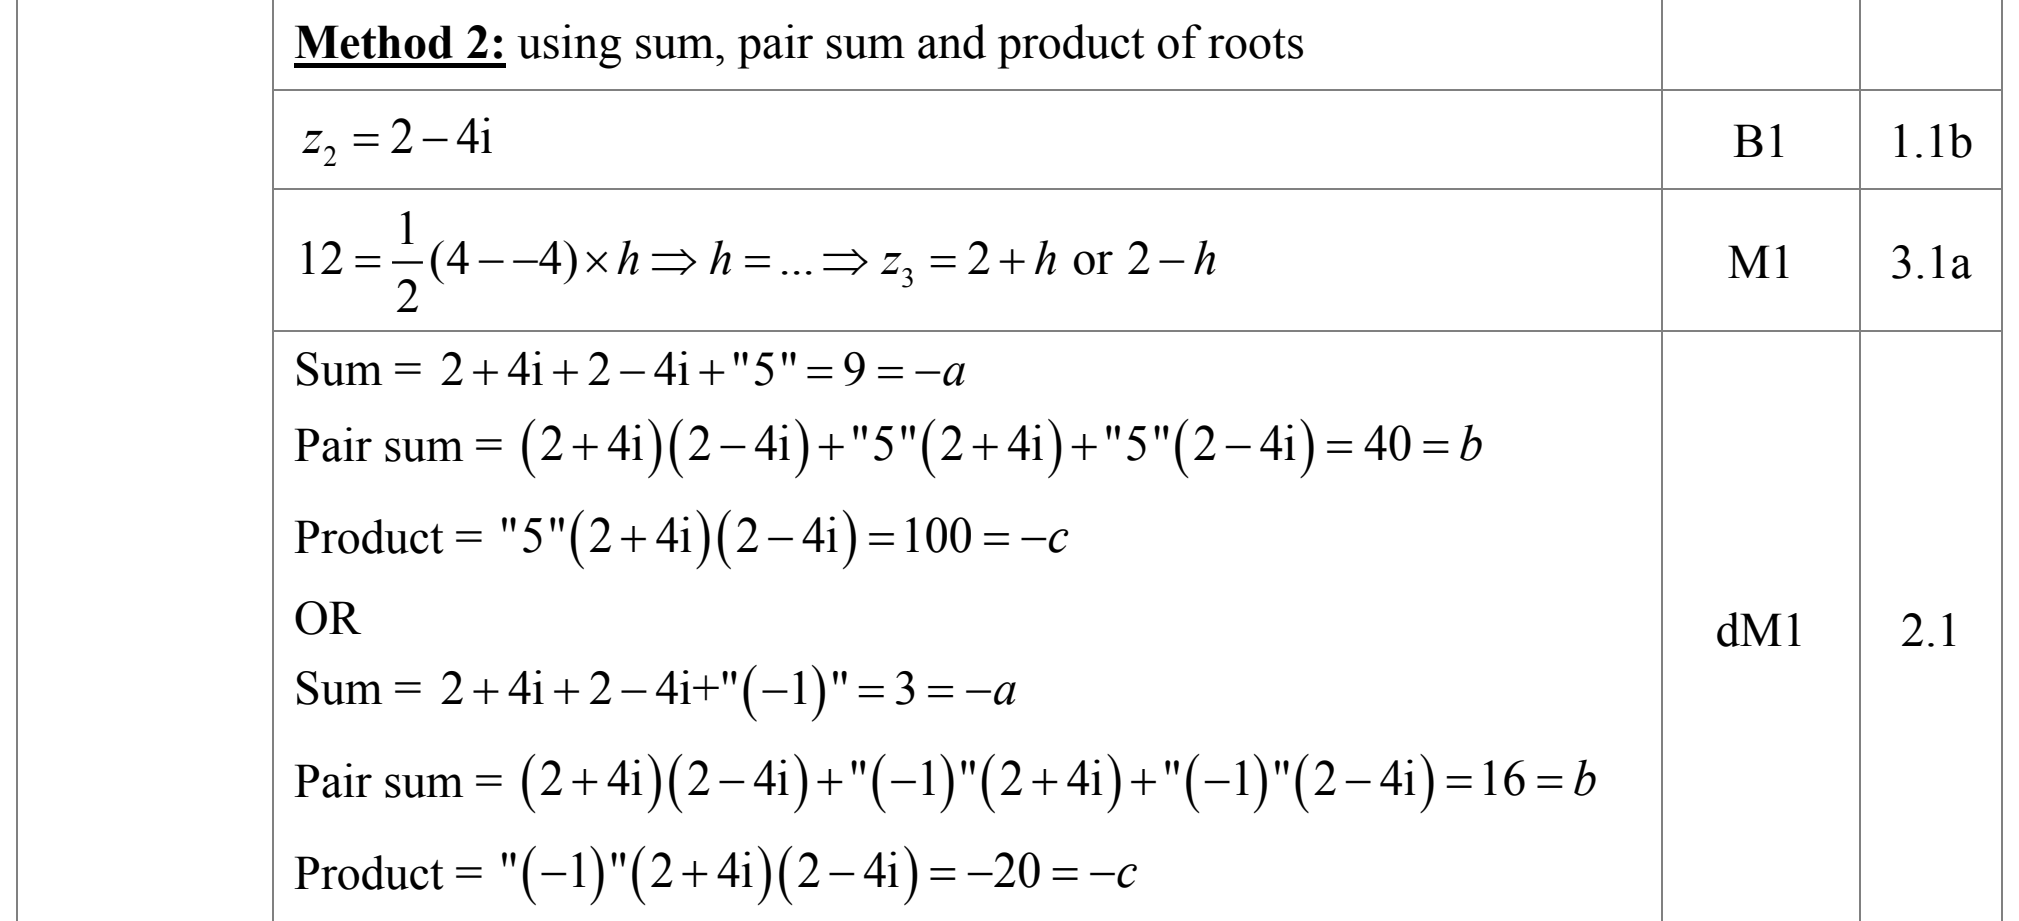 Method 2: using sum, pair sum and product of roots
z₂ = 2 − 4i B1 1.1b
12 = 1/2 (4 − −4) × h ⇒ h = ... ⇒ z₃ = 2 + h or 2 − h M1 3.1a
Sum = 2 + 4i + 2 − 4i + "5" = 9 = −a
Pair sum = (2 + 4i)(2 − 4i) + "5"(2 + 4i) + "5"(2 − 4i) = 40 = b
Product = "5"(2 + 4i)(2 − 4i) = 100 = −c
OR
dM1 2.1
Sum = 2 + 4i + 2 − 4i+"(−1)" = 3 = −a
Pair sum = (2 + 4i)(2 − 4i) + "(−1)"(2 + 4i) + "(−1)"(2 − 4i) = 16 = b
Product = "(−1)"(2 + 4i)(2 − 4i) = −20 = −c